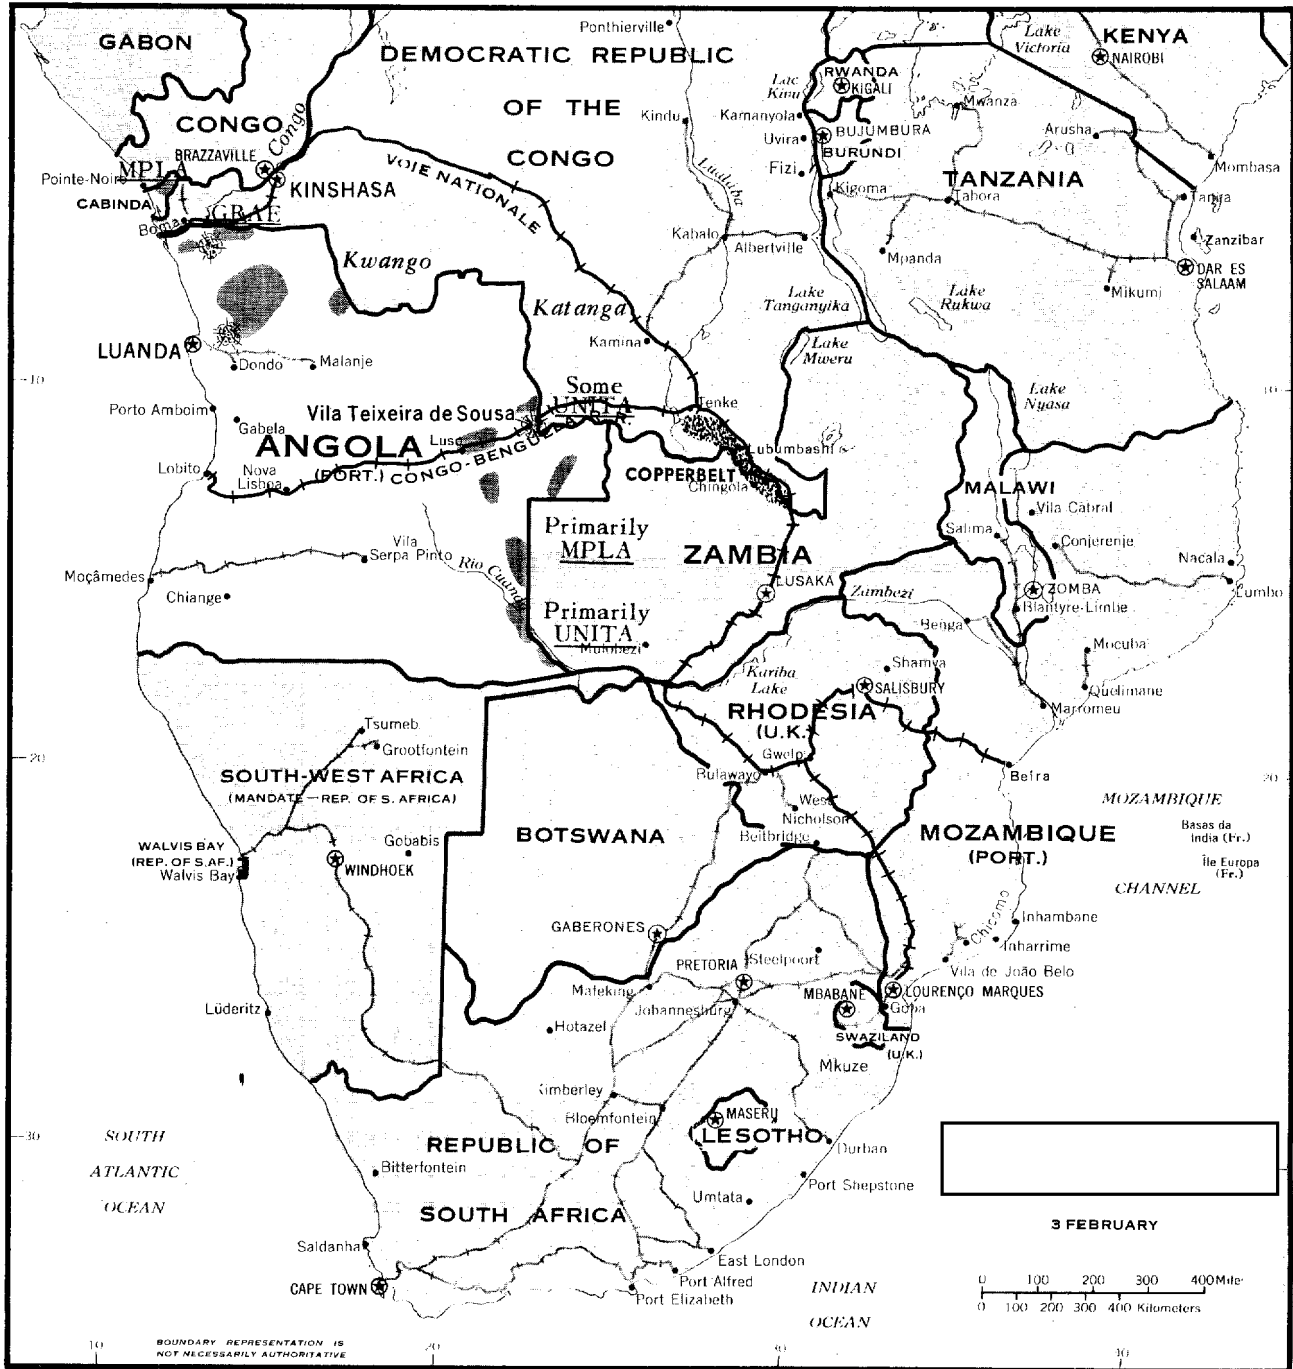 Ponthierville
GABON
DEMOCRATIC REPUBLIC
OF THE
CONGO
Lake
Victoria
KENYA
NAIROBI
RWANDA
KIGALI
Lac
Kivu
Mwanza
CONGO
Congo
Kindu
Kamanyola
Arusha
BRAZZAVILLE
Uvira
BUJUMBURA
BURUNDI
Mombasa
MPLA
Pointe-Noire
KINSHASA
VOIE NATIONALE
Lualaba
Fizi
TANZANIA
CABINDA
GRAE
Kigoma
Tabora
Tanga
Boma
Kabalo
Albertville
Mpanda
Zanzibar
Kwango
DAR ES
SALAAM
Katanga
Lake
Tanganyika
Lake
Rukwa
Mikumi
LUANDA
Kamina
Lake
Mweru
Dondo
Malanje
10
Some
UNITA
Tenke
Lake
Nyasa
10
Porto Amboim
Vila Teixeira de Sousa
Gabela
ANGOLA
(PORT.)
Luso
CONGO-BENGUELLA R.R.
Lubumbashi
Lobito
Nova
Lisboa
COPPERBELT
Chingola
MALAWI
Vila Cabral
Primarily
MPLA
ZAMBIA
Salima
Vila
Serpa Pinto
Conjerenje
Nacala
Moçâmedes
Rio Cuando
LUSAKA
ZOMBA
Lumbo
Chiange
Zambezi
Blantyre-Limbe
Primarily
UNITA
Mulobezi
Benga
Mocuba
Kariba
Lake
Shamva
SALISBURY
Quelimane
RHODESIA
(U.K.)
Marromeu
Tsumeb
Grootfontein
Gwelo
SOUTH-WEST AFRICA
(MANDATE—REP. OF S. AFRICA)
Bulawayo
Beira
20
20
West
Nicholson
MOZAMBIQUE
BOTSWANA
Beitbridge
MOZAMBIQUE
(PORT.)
Basas da
India (Fr.)
WALVIS BAY
(REP. OF S.AF.)
Walvis Bay
Gobabis
WINDHOEK
Île Europa
(Fr.)
CHANNEL
GABERONES
Chicomo
Inhambane
Inharrime
PRETORIA
Steelpoort
Vila de João Belo
Mafeking
MBABANE
LOURENÇO MARQUES
Lüderitz
Johannesburg
Goba
Hotazel
SWAZILAND
(U.K.)
Mkuze
Kimberley
Bloemfontein
MASERU
LESOTHO
30
SOUTH
ATLANTIC
OCEAN
REPUBLIC OF
SOUTH AFRICA
Durban
Bitterfontein
Port Shepstone
Umtata
3 FEBRUARY
Saldanha
East London
CAPE TOWN
Port Alfred
Port Elizabeth
INDIAN
OCEAN
0 100 200 300 400 Miles
0 100 200 300 400 Kilometers
BOUNDARY REPRESENTATION IS
NOT NECESSARILY AUTHORITATIVE
10
20
30
40